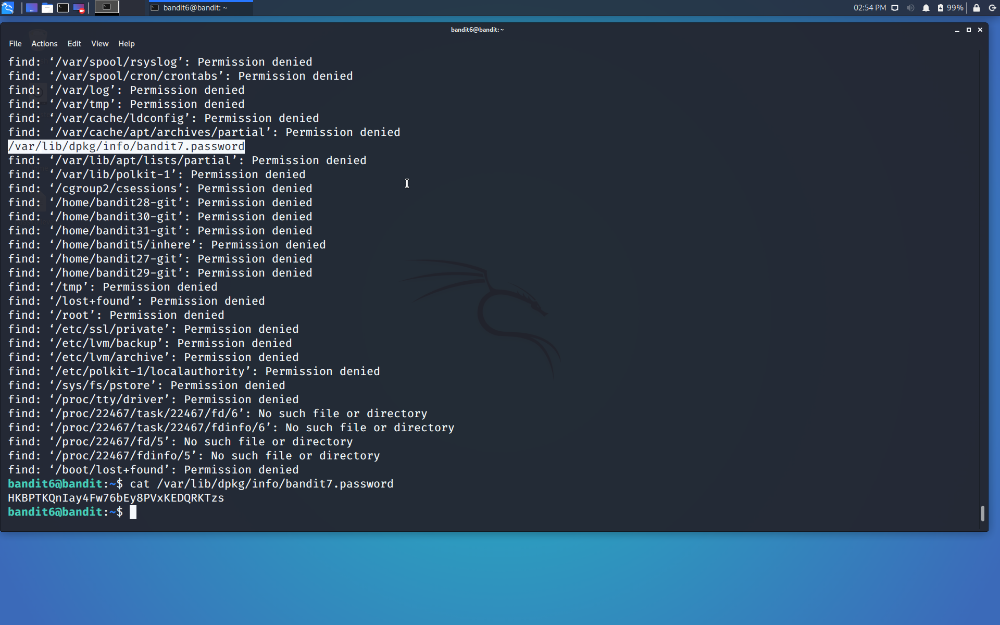 bandit6@bandit: ~
02:54 PM
99%
bandit6@bandit: ~
File Actions Edit View Help
find: ‘/var/spool/rsyslog’: Permission denied
find: ‘/var/spool/cron/crontabs’: Permission denied
find: ‘/var/log’: Permission denied
find: ‘/var/tmp’: Permission denied
find: ‘/var/cache/ldconfig’: Permission denied
find: ‘/var/cache/apt/archives/partial’: Permission denied
/var/lib/dpkg/info/bandit7.password
find: ‘/var/lib/apt/lists/partial’: Permission denied
find: ‘/var/lib/polkit-1’: Permission denied
find: ‘/cgroup2/csessions’: Permission denied
find: ‘/home/bandit28-git’: Permission denied
find: ‘/home/bandit30-git’: Permission denied
find: ‘/home/bandit31-git’: Permission denied
find: ‘/home/bandit5/inhere’: Permission denied
find: ‘/home/bandit27-git’: Permission denied
find: ‘/home/bandit29-git’: Permission denied
find: ‘/tmp’: Permission denied
find: ‘/lost+found’: Permission denied
find: ‘/root’: Permission denied
find: ‘/etc/ssl/private’: Permission denied
find: ‘/etc/lvm/backup’: Permission denied
find: ‘/etc/lvm/archive’: Permission denied
find: ‘/etc/polkit-1/localauthority’: Permission denied
find: ‘/sys/fs/pstore’: Permission denied
find: ‘/proc/tty/driver’: Permission denied
find: ‘/proc/22467/task/22467/fd/6’: No such file or directory
find: ‘/proc/22467/task/22467/fdinfo/6’: No such file or directory
find: ‘/proc/22467/fd/5’: No such file or directory
find: ‘/proc/22467/fdinfo/5’: No such file or directory
find: ‘/boot/lost+found’: Permission denied
bandit6@bandit:~$ cat /var/lib/dpkg/info/bandit7.password
HKBPTKQnIay4Fw76bEy8PVxKEDQRKTzs
bandit6@bandit:~$